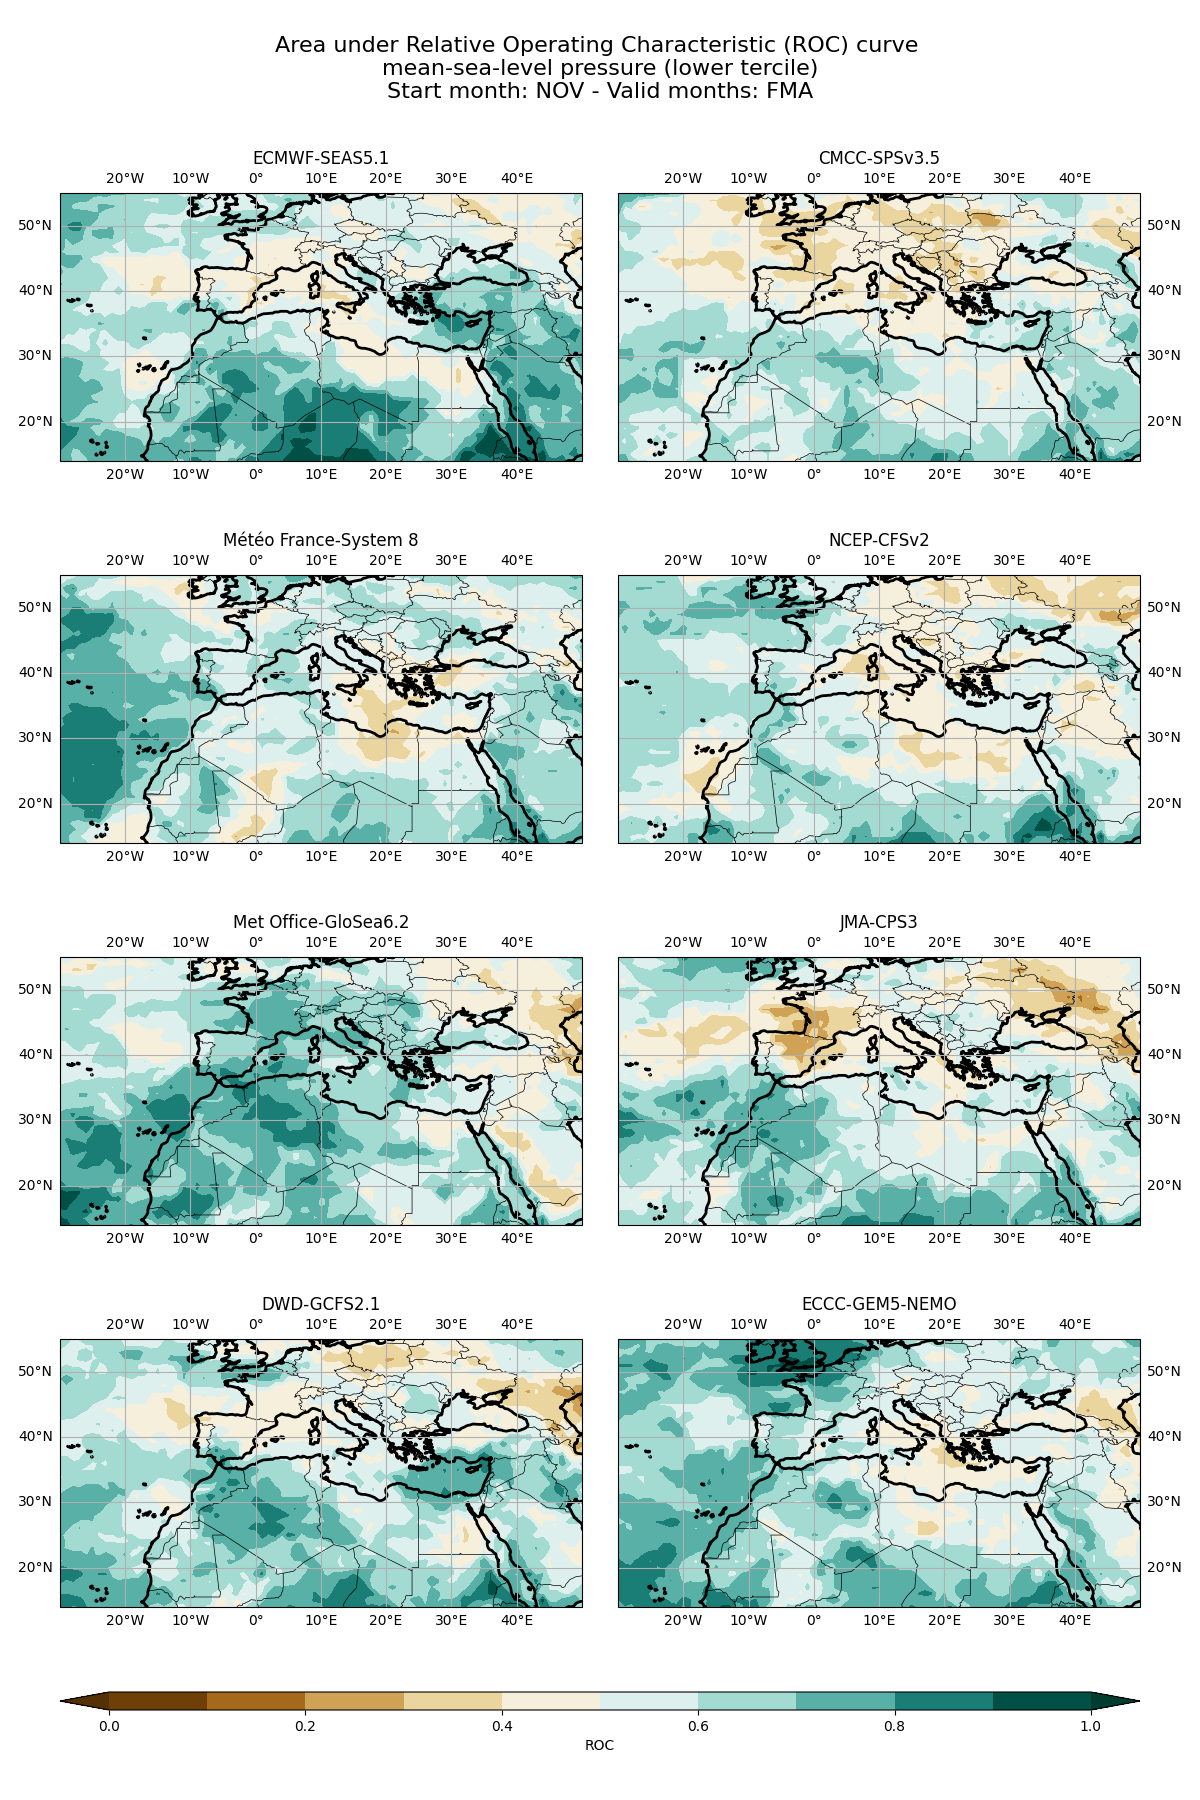 Area under Relative Operating Characteristic (ROC) curve
mean-sea-level pressure (lower tercile)
Start month: NOV - Valid months: FMA
ECMWF-SEAS5.1
20°W 10°W 0° 10°E 20°E 30°E 40°E
50°N
40°N
30°N
20°N
20°W 10°W 0° 10°E 20°E 30°E 40°E
CMCC-SPSv3.5
20°W 10°W 0° 10°E 20°E 30°E 40°E
50°N
40°N
30°N
20°N
20°W 10°W 0° 10°E 20°E 30°E 40°E
Météo France-System 8
20°W 10°W 0° 10°E 20°E 30°E 40°E
50°N
40°N
30°N
20°N
20°W 10°W 0° 10°E 20°E 30°E 40°E
NCEP-CFSv2
20°W 10°W 0° 10°E 20°E 30°E 40°E
50°N
40°N
30°N
20°N
20°W 10°W 0° 10°E 20°E 30°E 40°E
Met Office-GloSea6.2
20°W 10°W 0° 10°E 20°E 30°E 40°E
50°N
40°N
30°N
20°N
20°W 10°W 0° 10°E 20°E 30°E 40°E
JMA-CPS3
20°W 10°W 0° 10°E 20°E 30°E 40°E
50°N
40°N
30°N
20°N
20°W 10°W 0° 10°E 20°E 30°E 40°E
DWD-GCFS2.1
20°W 10°W 0° 10°E 20°E 30°E 40°E
50°N
40°N
30°N
20°N
20°W 10°W 0° 10°E 20°E 30°E 40°E
ECCC-GEM5-NEMO
20°W 10°W 0° 10°E 20°E 30°E 40°E
50°N
40°N
30°N
20°N
20°W 10°W 0° 10°E 20°E 30°E 40°E
0.0 0.2 0.4 0.6 0.8 1.0
ROC